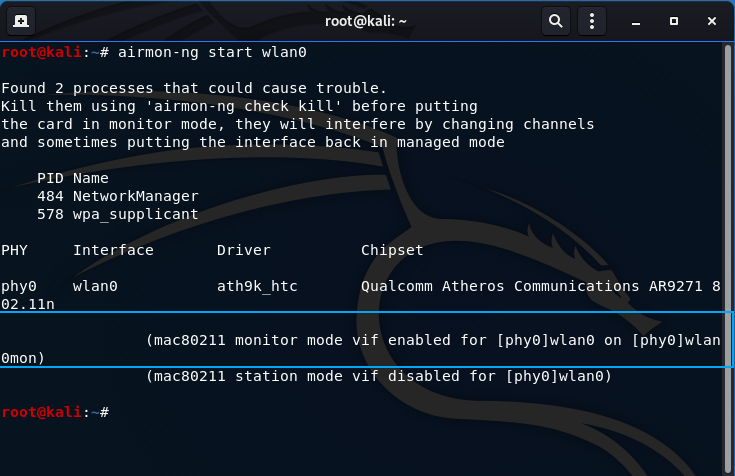 root@kali: ~
root@kali:~# airmon-ng start wlan0
Found 2 processes that could cause trouble.
Kill them using 'airmon-ng check kill' before putting
the card in monitor mode, they will interfere by changing channels
and sometimes putting the interface back in managed mode
PID Name
484 NetworkManager
578 wpa_supplicant
PHY Interface Driver Chipset
phy0 wlan0 ath9k_htc Qualcomm Atheros Communications AR9271 8
02.11n
(mac80211 monitor mode vif enabled for [phy0]wlan0 on [phy0]wlan
0mon)
(mac80211 station mode vif disabled for [phy0]wlan0)
root@kali:~#